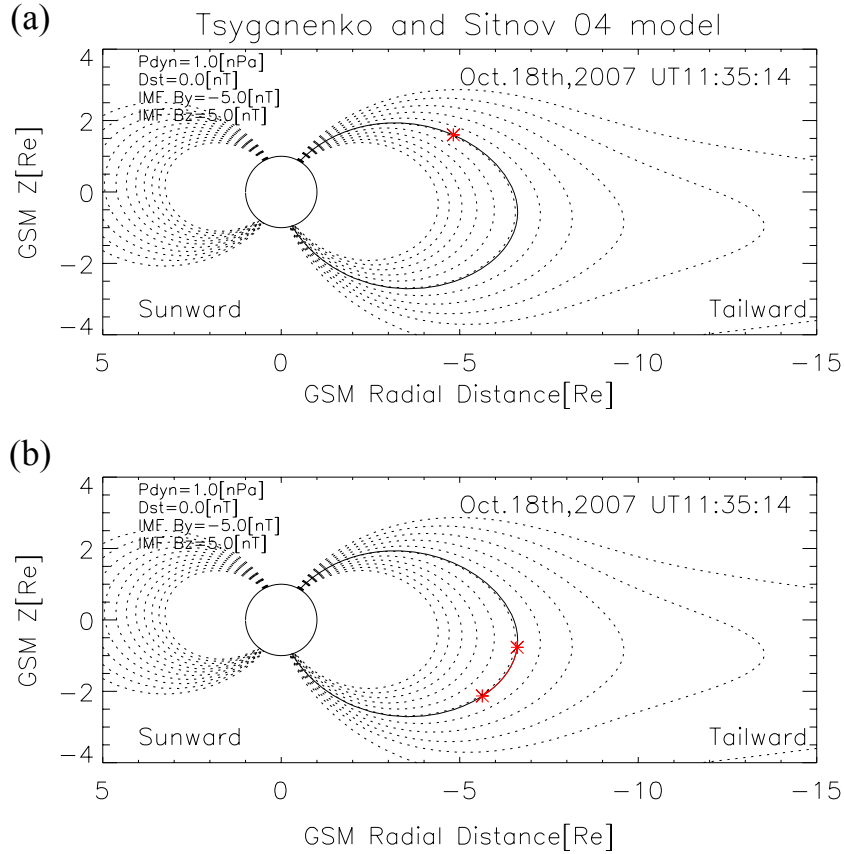 (a)
Tsyganenko and Sitnov 04 model
Pdyn=1.0[nPa]
Dst=0.0[nT]
IMF. By=−5.0[nT]
IMF. Bz=5.0[nT]
Oct.18th,2007 UT11:35:14
4
2
0
−2
−4
GSM Z[Re]
Sunward
Tailward
5 0 −5 −10 −15
GSM Radial Distance[Re]
(b)
Pdyn=1.0[nPa]
Dst=0.0[nT]
IMF. By=−5.0[nT]
IMF. Bz=5.0[nT]
Oct.18th,2007 UT11:35:14
4
2
0
−2
−4
GSM Z[Re]
Sunward
Tailward
5 0 −5 −10 −15
GSM Radial Distance[Re]